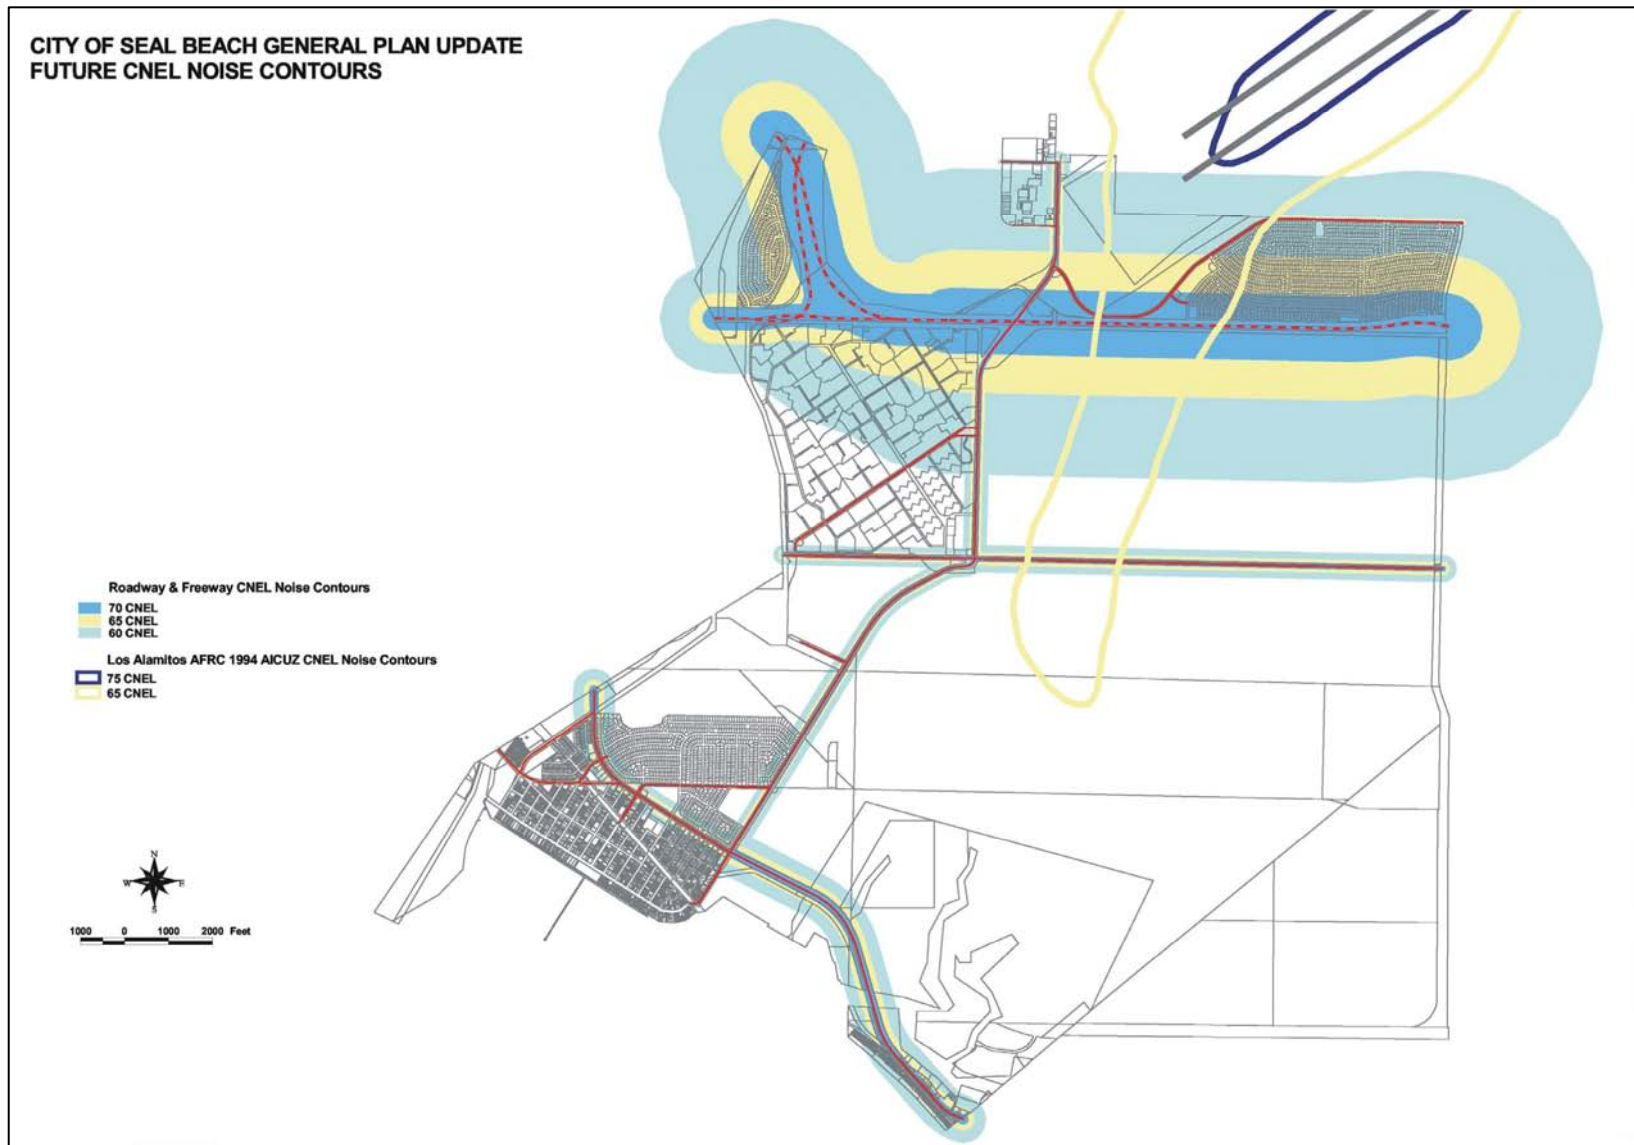 CITY OF SEAL BEACH GENERAL PLAN UPDATE
FUTURE CNEL NOISE CONTOURS
Roadway & Freeway CNEL Noise Contours
70 CNEL
65 CNEL
60 CNEL
Los Alamitos AFRC 1994 AICUZ CNEL Noise Contours
75 CNEL
65 CNEL
N
W E
S
1000 0 1000 2000 Feet